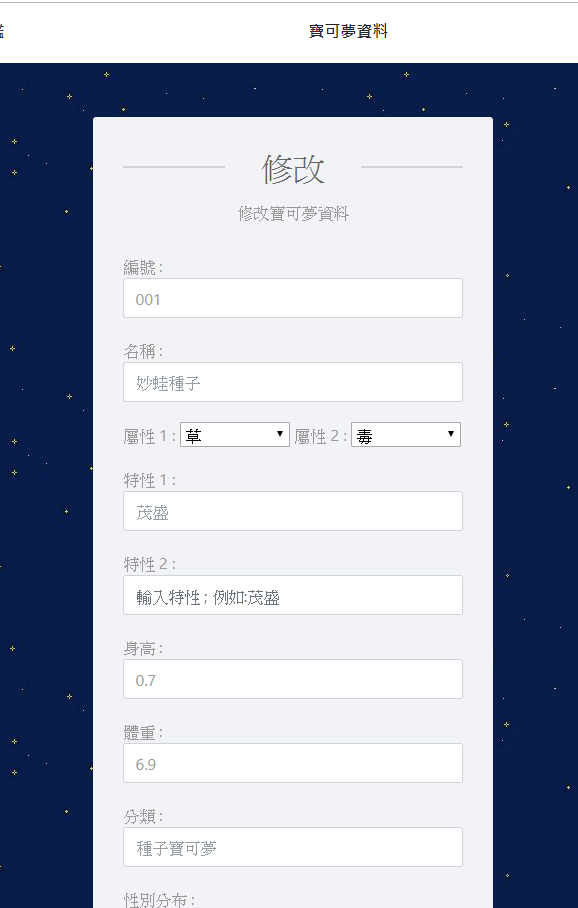 寶可夢資料
修改
修改寶可夢資料
編號 :
001
名稱 :
妙蛙種子
屬性 1 : 草 屬性 2 : 毒
特性 1 :
茂盛
特性 2 :
輸入特性 ; 例如:茂盛
身高 :
0.7
體重 :
6.9
分類 :
種子寶可夢
性別分布 :